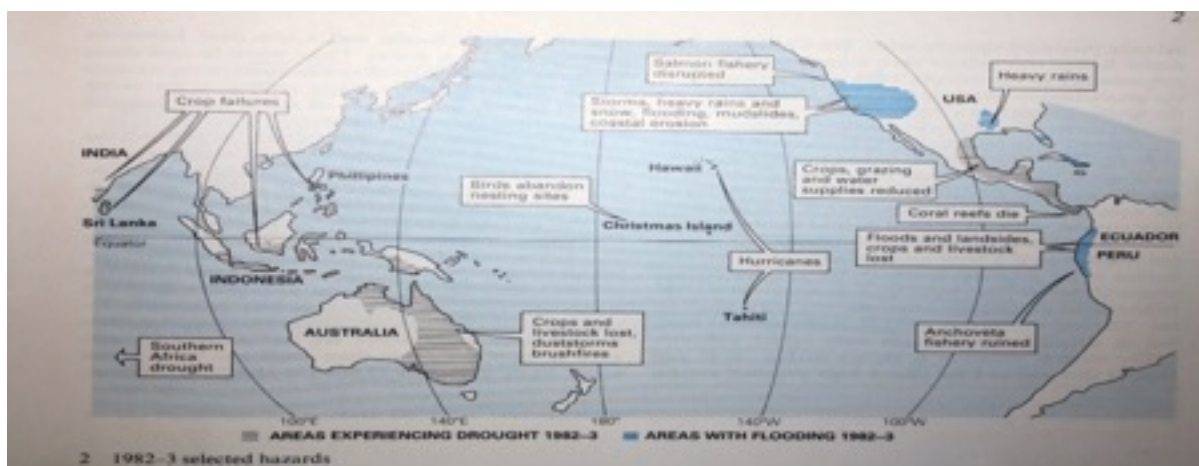 2
Salmon fishery
disrupted
Heavy rains
USA
Crop failures
Storms, heavy rains and
snow, flooding, mudslides,
coastal erosion
INDIA
Phillipines
Hawaii
Crops, grazing
and water
supplies reduced
Birds abandon
nesting sites
Sri Lanka
Christmas Island
Coral reefs die
Equator
Floods and landsides,
crops and livestock
lost
ECUADOR
PERU
INDONESIA
Hurricanes
Tahiti
AUSTRALIA
Crops and
livestock lost,
duststorms
brushfires
Anchoveta
fishery ruined
Southern
Africa
drought
100°E
140°E
180°
140°W
100°W
AREAS EXPERIENCING DROUGHT 1982-3
AREAS WITH FLOODING 1982-3
2 1982-3 selected hazards